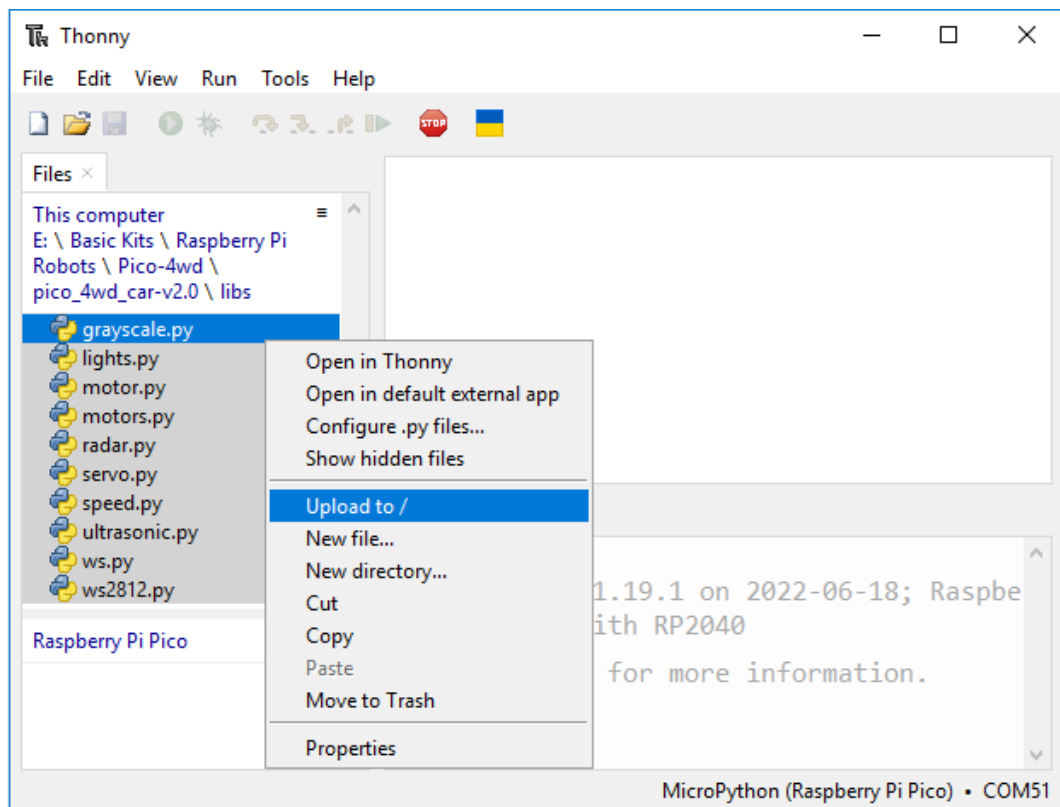 Thonny
File Edit View Run Tools Help
STOP
Files
This computer
E: \ Basic Kits \ Raspberry Pi
Robots \ Pico-4wd \
pico_4wd_car-v2.0 \ libs
grayscale.py
lights.py
motor.py
motors.py
radar.py
servo.py
speed.py
ultrasonic.py
ws.py
ws2812.py
Raspberry Pi Pico
Open in Thonny
Open in default external app
Configure .py files...
Show hidden files
Upload to /
New file...
New directory...
Cut
Copy
Paste
Move to Trash
Properties
1.19.1 on 2022-06-18; Raspbe
ith RP2040
for more information.
MicroPython (Raspberry Pi Pico) • COM51